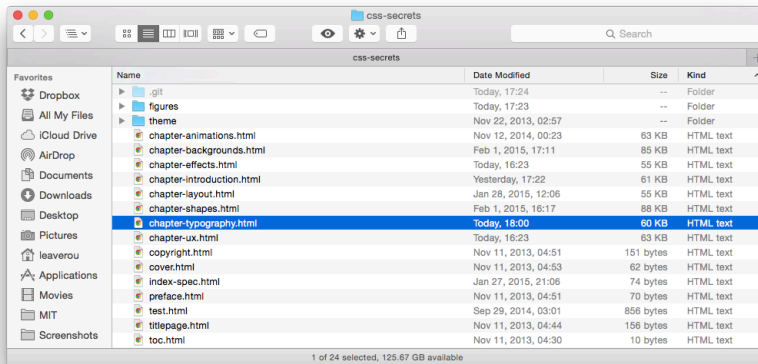 css-secrets
Search
css-secrets
Favorites
Dropbox
All My Files
iCloud Drive
AirDrop
Documents
Downloads
Desktop
Pictures
leaverou
Applications
Movies
MIT
Screenshots
Name Date Modified Size Kind
.git Today, 17:24 -- Folder
figures Today, 17:23 -- Folder
theme Nov 22, 2013, 02:57 -- Folder
chapter-animations.html Nov 12, 2014, 00:23 63 KB HTML text
chapter-backgrounds.html Feb 1, 2015, 17:11 85 KB HTML text
chapter-effects.html Today, 16:23 55 KB HTML text
chapter-introduction.html Yesterday, 17:22 61 KB HTML text
chapter-layout.html Jan 28, 2015, 12:06 55 KB HTML text
chapter-shapes.html Feb 1, 2015, 16:17 88 KB HTML text
chapter-typography.html Today, 18:00 60 KB HTML text
chapter-ux.html Today, 16:23 63 KB HTML text
copyright.html Nov 11, 2013, 04:51 151 bytes HTML text
cover.html Nov 11, 2013, 04:53 62 bytes HTML text
index-spec.html Jan 27, 2015, 21:06 74 bytes HTML text
preface.html Nov 11, 2013, 04:51 70 bytes HTML text
test.html Sep 29, 2014, 03:01 856 bytes HTML text
titlepage.html Nov 11, 2013, 04:44 156 bytes HTML text
toc.html Nov 11, 2013, 04:30 10 bytes HTML text
1 of 24 selected, 125.67 GB available